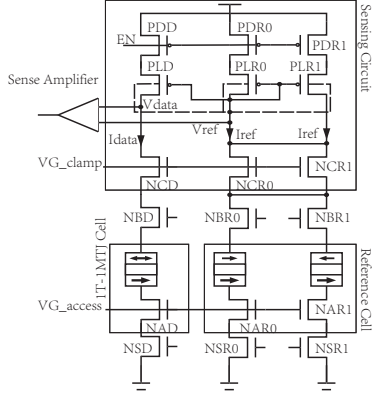 PDD PDR0
EN PDR1
PLD PLR0 PLR1
Sense Amplifier
Vdata
Vref
Idata Iref Iref
VG_clamp
NCD NCR0 NCR1
NBD NBR0 NBR1
VG_access
NAD NAR0 NAR1
NSD NSR0 NSR1
Sensing Circuit
1T-1MTJ Cell
Reference Cell